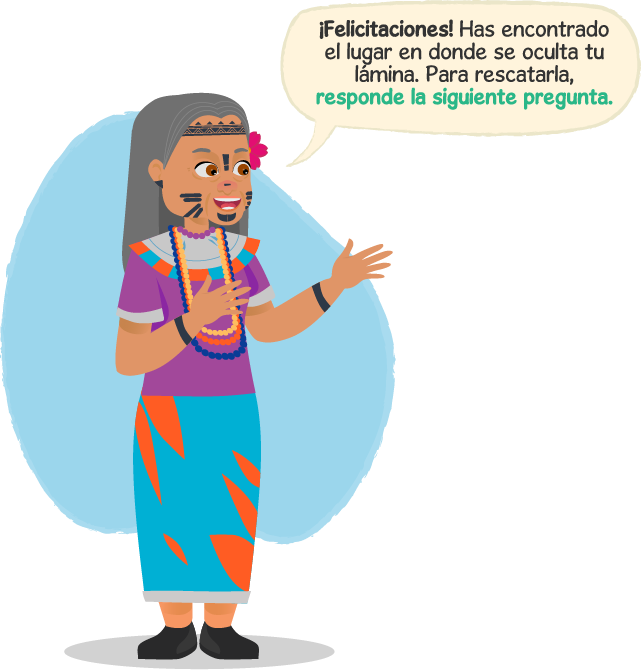 ¡Felicitaciones! Has encontrado
el lugar en donde se oculta tu
lámina. Para rescatarla,
responde la siguiente pregunta.